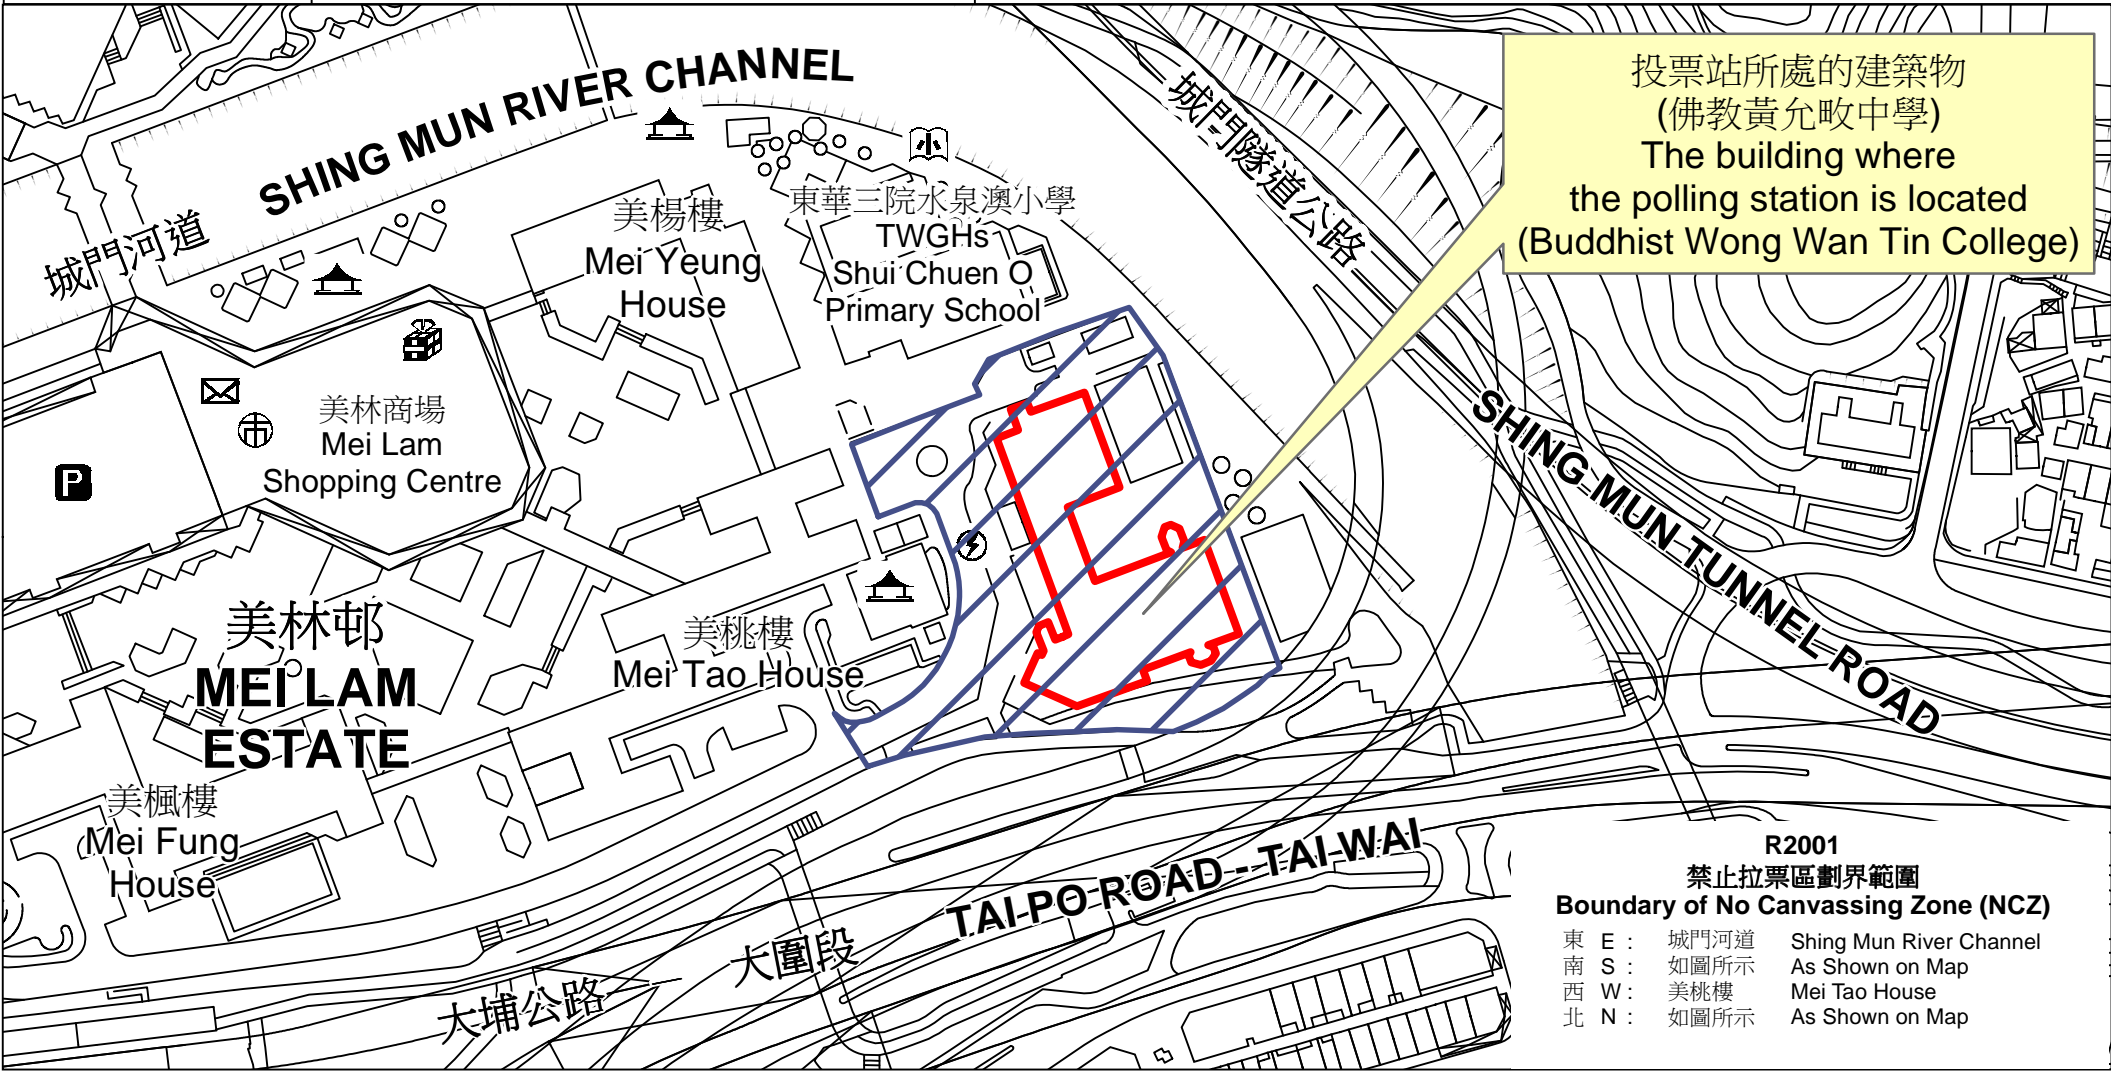 投票站所處的建築物
(佛教黃允畋中學)
The building where
the polling station is located
(Buddhist Wong Wan Tin College)
SHING MUN RIVER CHANNEL
城門河道
城門隧道公路
SHING MUN TUNNEL ROAD
美楊樓
Mei Yeung
House
東華三院水泉澳小學
TWGHs
Shui Chuen O
Primary School
小
美林商場
Mei Lam
Shopping Centre
市
P
美林邨
MEI LAM
ESTATE
美桃樓
Mei Tao House
美楓樓
Mei Fung
House
TAI PO ROAD - TAI WAI
大埔公路
大圍段
R2001
禁止拉票區劃界範圍
Boundary of No Canvassing Zone (NCZ)
東 E : 城門河道 Shing Mun River Channel
南 S : 如圖所示 As Shown on Map
西 W : 美桃樓 Mei Tao House
北 N : 如圖所示 As Shown on Map